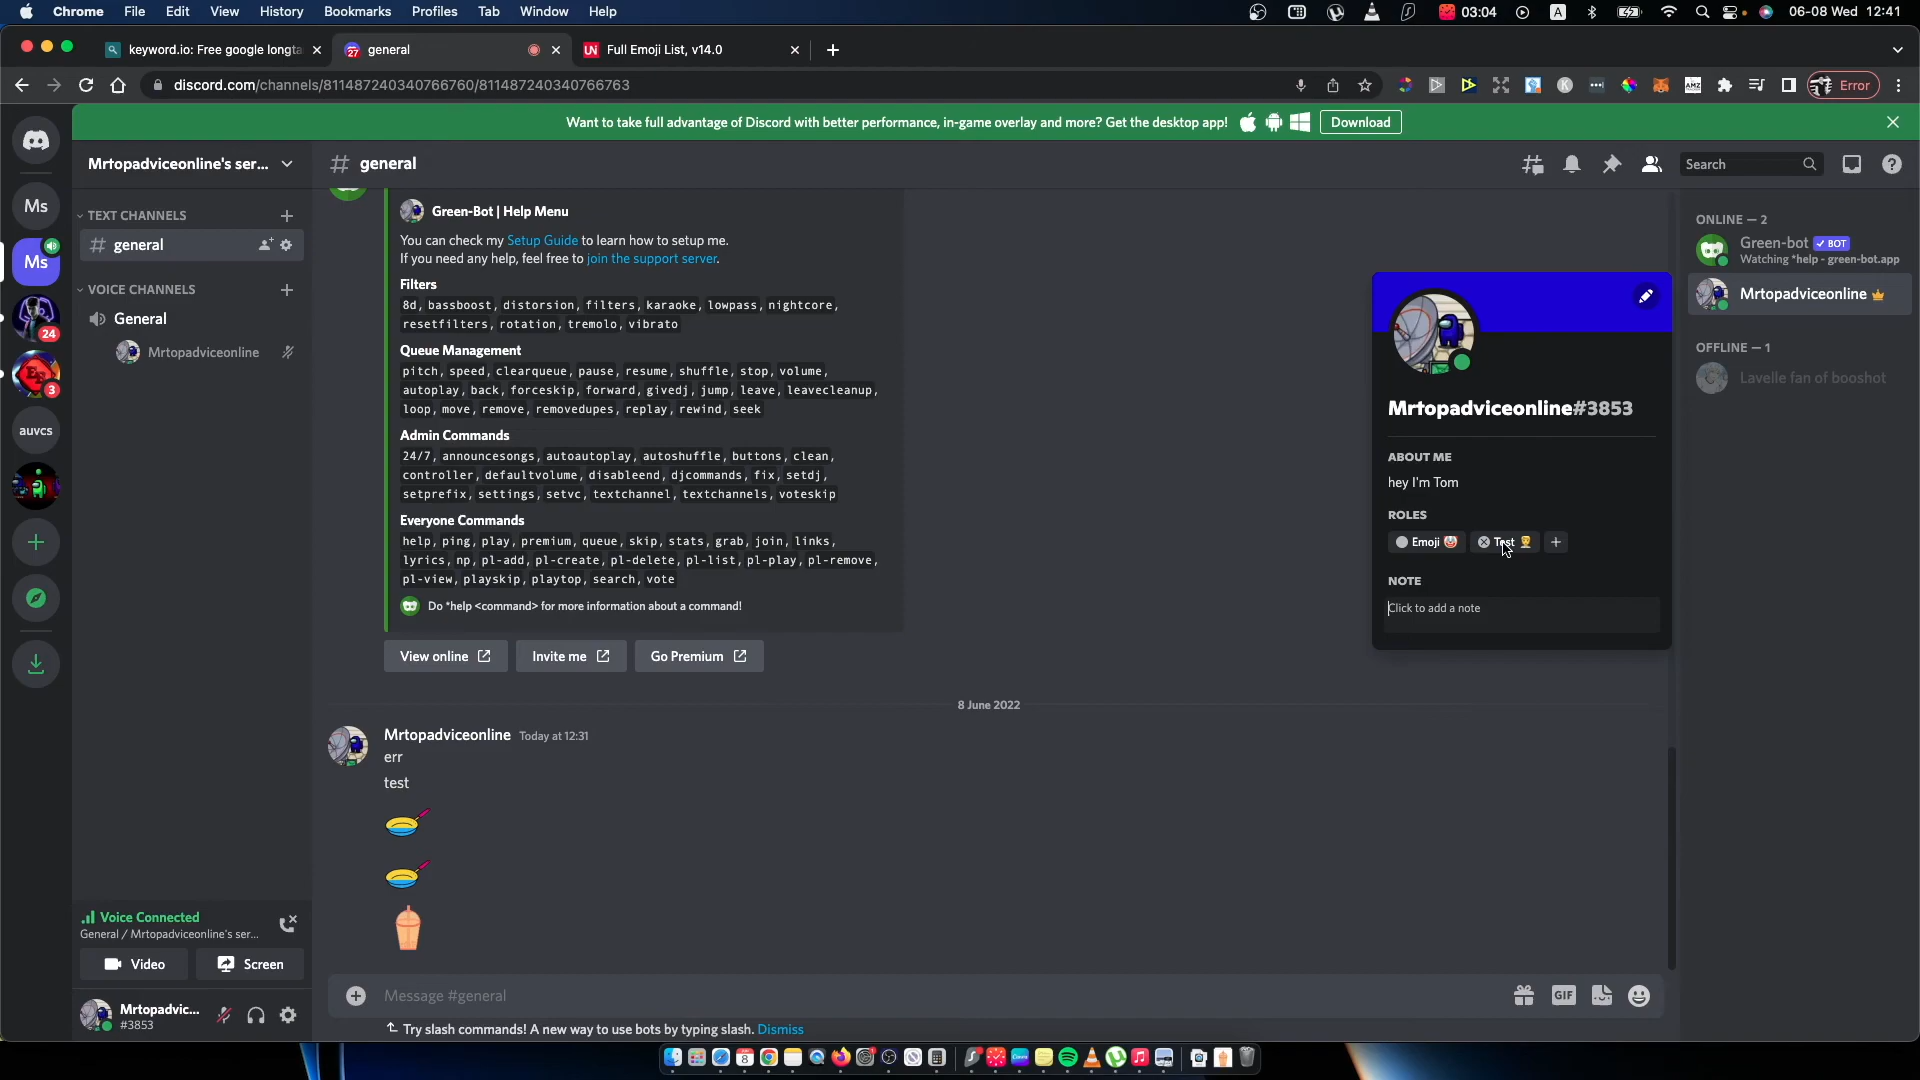 Chrome File Edit View History Bookmarks Profiles Tab Window Help
03:04 A 06-08 Wed 12:41
keyword.io: Free google longta
27 general
UN Full Emoji List, v14.0
discord.com/channels/811487240340766760/811487240340766763
AMZ
Error
Want to take full advantage of Discord with better performance, in-game overlay and more? Get the desktop app! Download
Mrtopadviceonline's ser...
# general
Search
Ms
Ms
24
3
auvcs
TEXT CHANNELS
# general
VOICE CHANNELS
General
Mrtopadviceonline
Green-Bot | Help Menu
You can check my Setup Guide to learn how to setup me.
If you need any help, feel free to join the support server.
Filters
8d, bassboost, distorsion, filters, karaoke, lowpass, nightcore,
resetfilters, rotation, tremolo, vibrato
Queue Management
pitch, speed, clearqueue, pause, resume, shuffle, stop, volume,
autoplay, back, forceskip, forward, givedj, jump, leave, leavecleanup,
loop, move, remove, removedupes, replay, rewind, seek
Admin Commands
24/7, announcesongs, autoautoplay, autoshuffle, buttons, clean,
controller, defaultvolume, disableend, djcommands, fix, setdj,
setprefix, settings, setvc, textchannel, textchannels, voteskip
Everyone Commands
help, ping, play, premium, queue, skip, stats, grab, join, links,
lyrics, np, pl-add, pl-create, pl-delete, pl-list, pl-play, pl-remove,
pl-view, playskip, playtop, search, vote
Do *help <command> for more information about a command!
View online
Invite me
Go Premium
8 June 2022
Mrtopadviceonline Today at 12:31
err
test
Message #general
GIF
Try slash commands! A new way to use bots by typing slash. Dismiss
Mrtopadviceonline#3853
ABOUT ME
hey I'm Tom
ROLES
Emoji 🤡
Test
NOTE
Click to add a note
ONLINE — 2
Green-bot ✓ BOT
Watching *help - green-bot.app
Mrtopadviceonline
OFFLINE — 1
Lavelle fan of booshot
Voice Connected
General / Mrtopadviceonline's ser...
Video
Screen
Mrtopadvic...
#3853
8